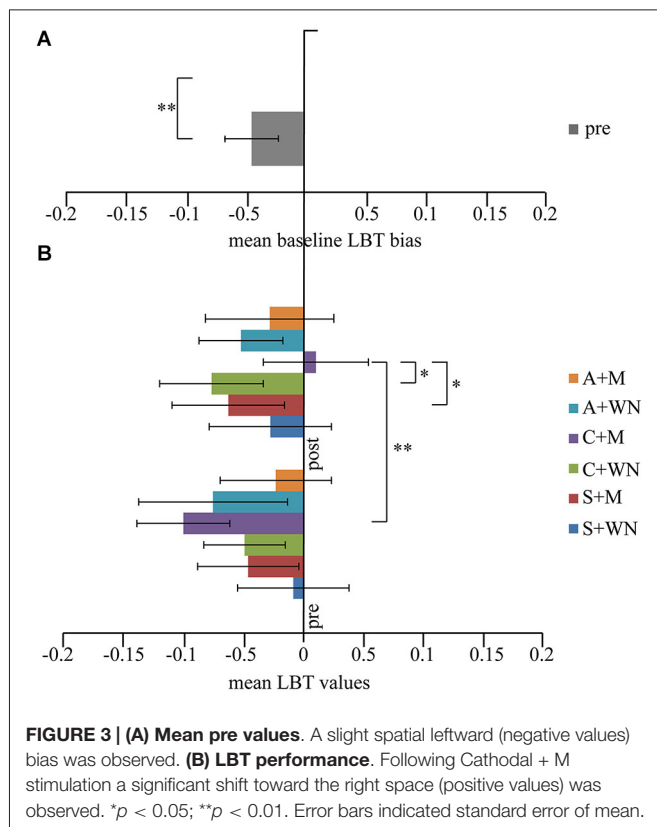 A
**
pre
-0.2 -0.15 -0.1 -0.5 0.5 0.1 0.15 0.2
mean baseline LBT bias
B
A+M
A+WN
C+M
C+WN
S+M
S+WN
*
*
**
post
pre
-0.2 -0.15 -0.1 -0.5 0 0.5 0.1 0.15 0.2
mean LBT values
FIGURE 3 | (A) Mean pre values. A slight spatial leftward (negative values)
bias was observed. (B) LBT performance. Following Cathodal + M
stimulation a significant shift toward the right space (positive values) was
observed. *p < 0.05; **p < 0.01. Error bars indicated standard error of mean.